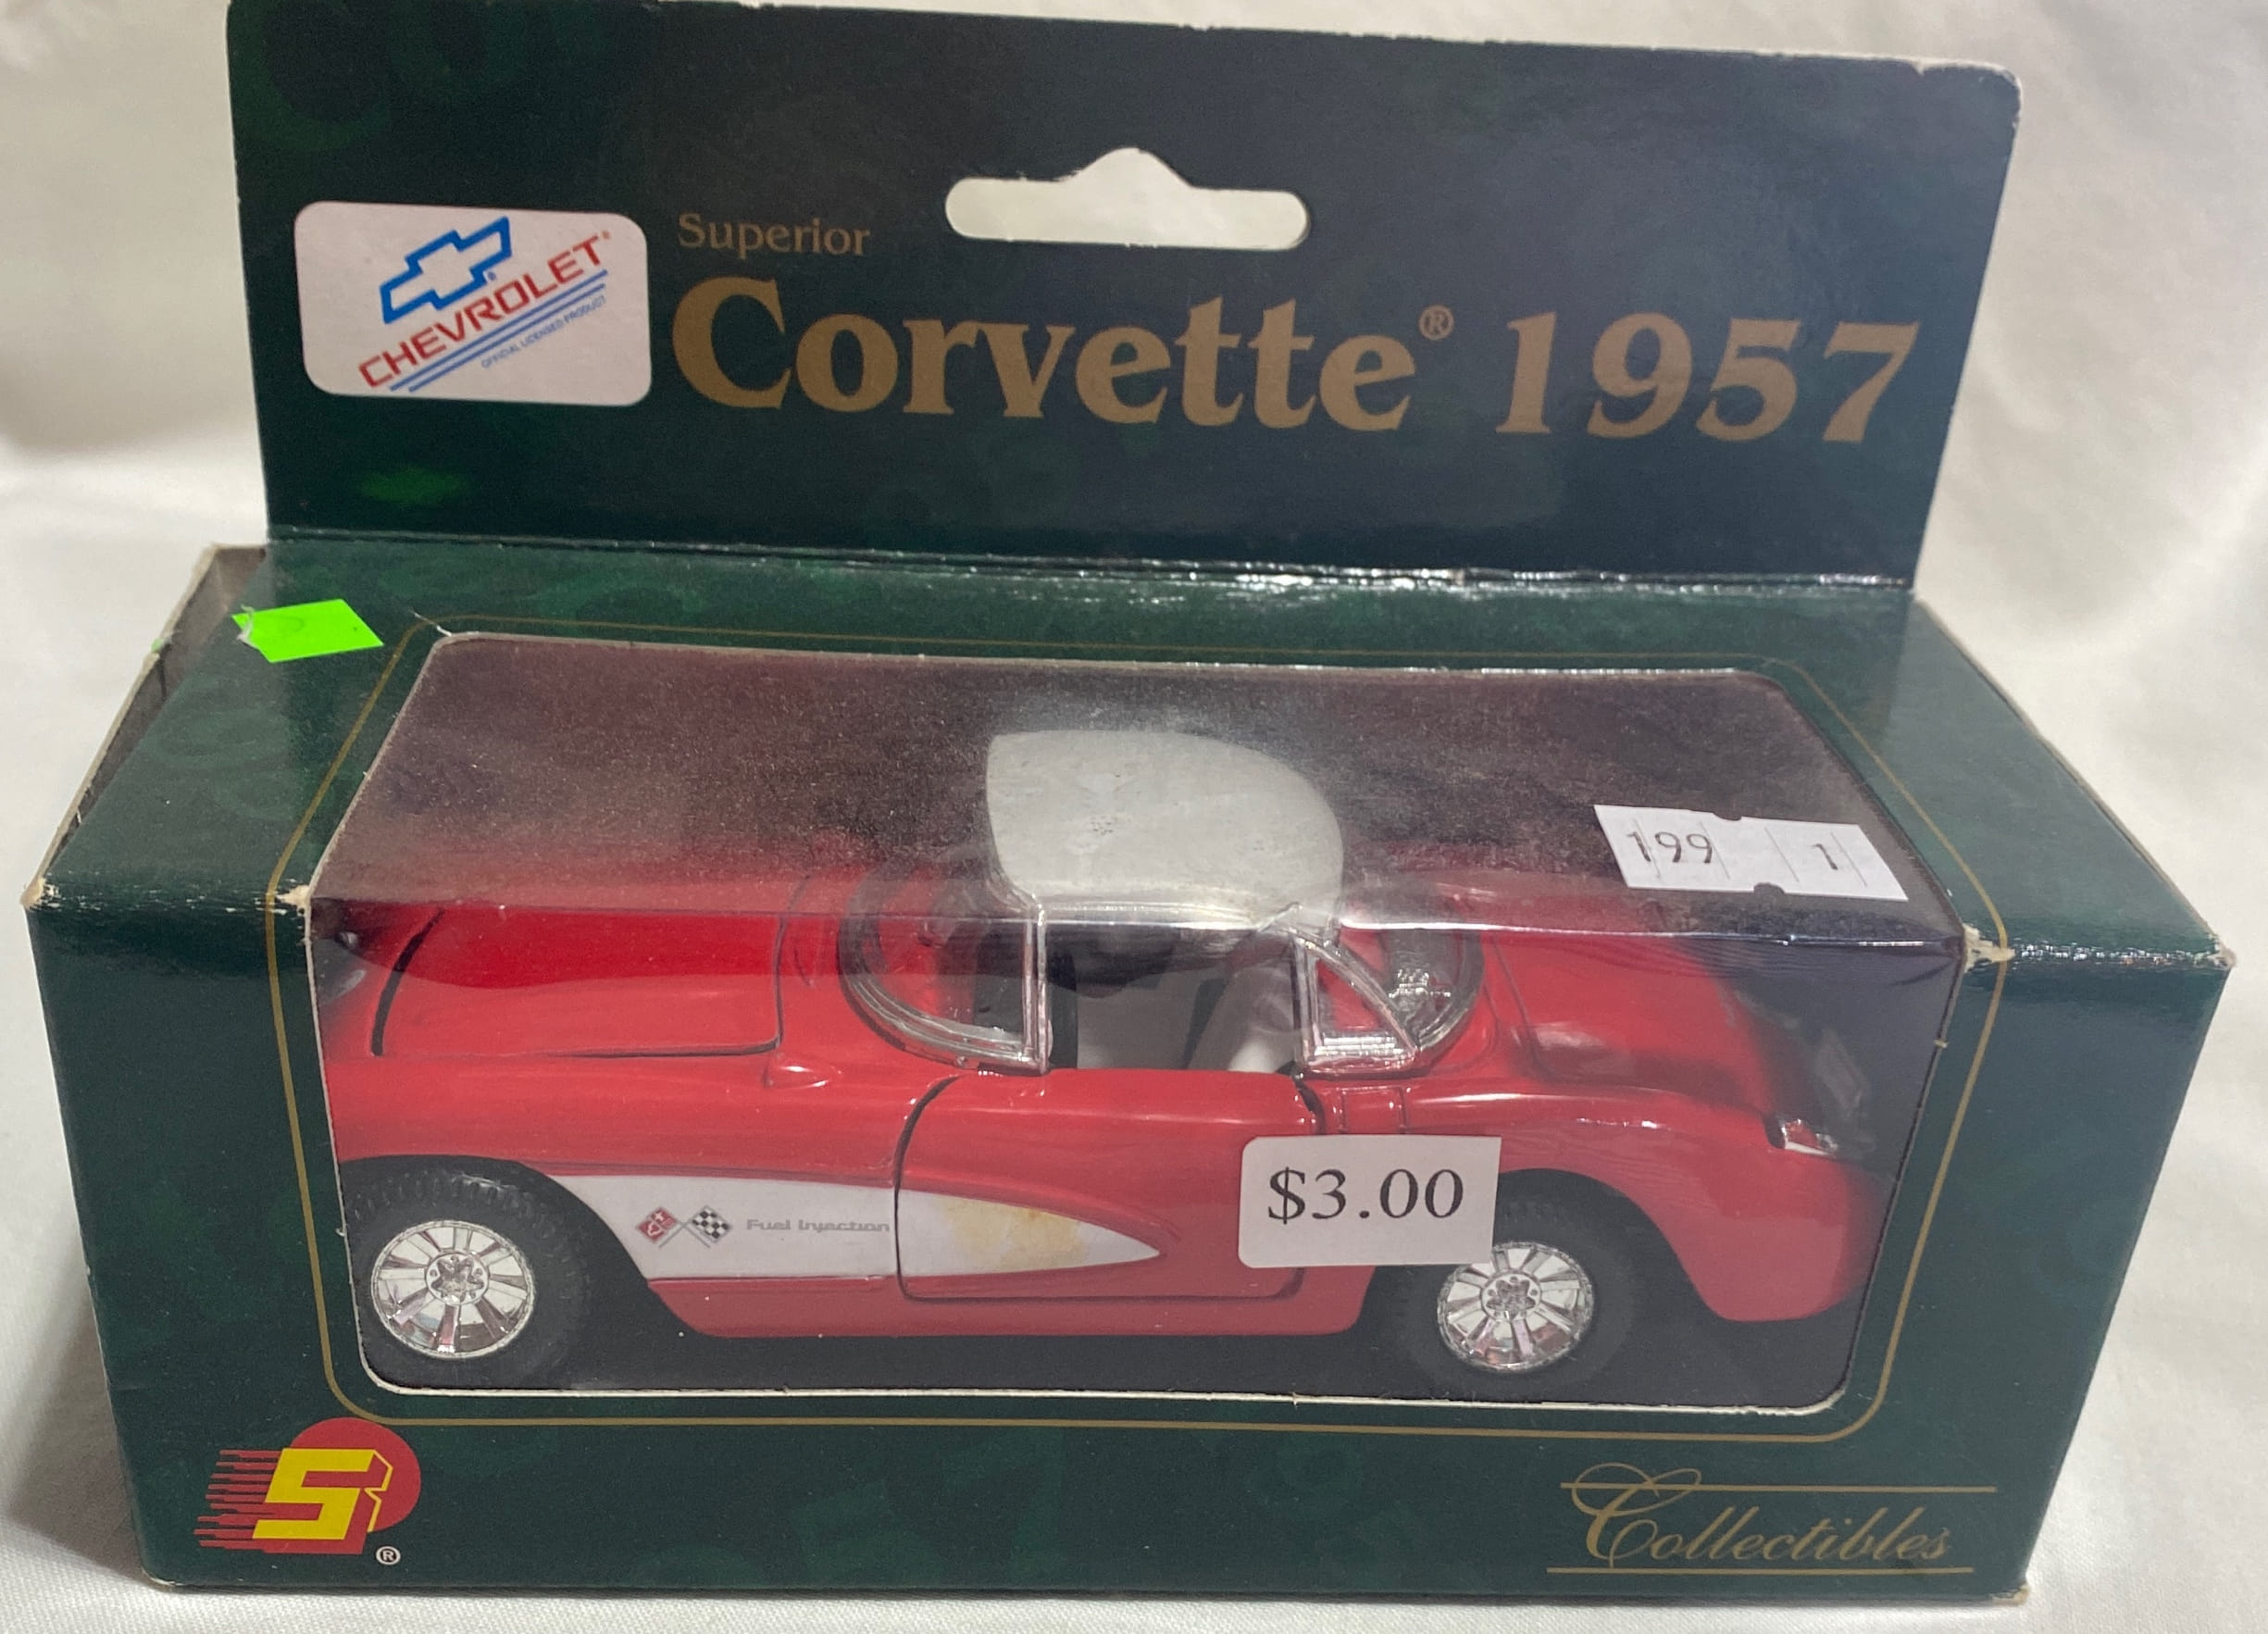 CHEVROLET®
OFFICIAL LICENSED PRODUCT
Superior
Corvette® 1957
199 1
Fuel Injection
$3.00
S®
Collectibles